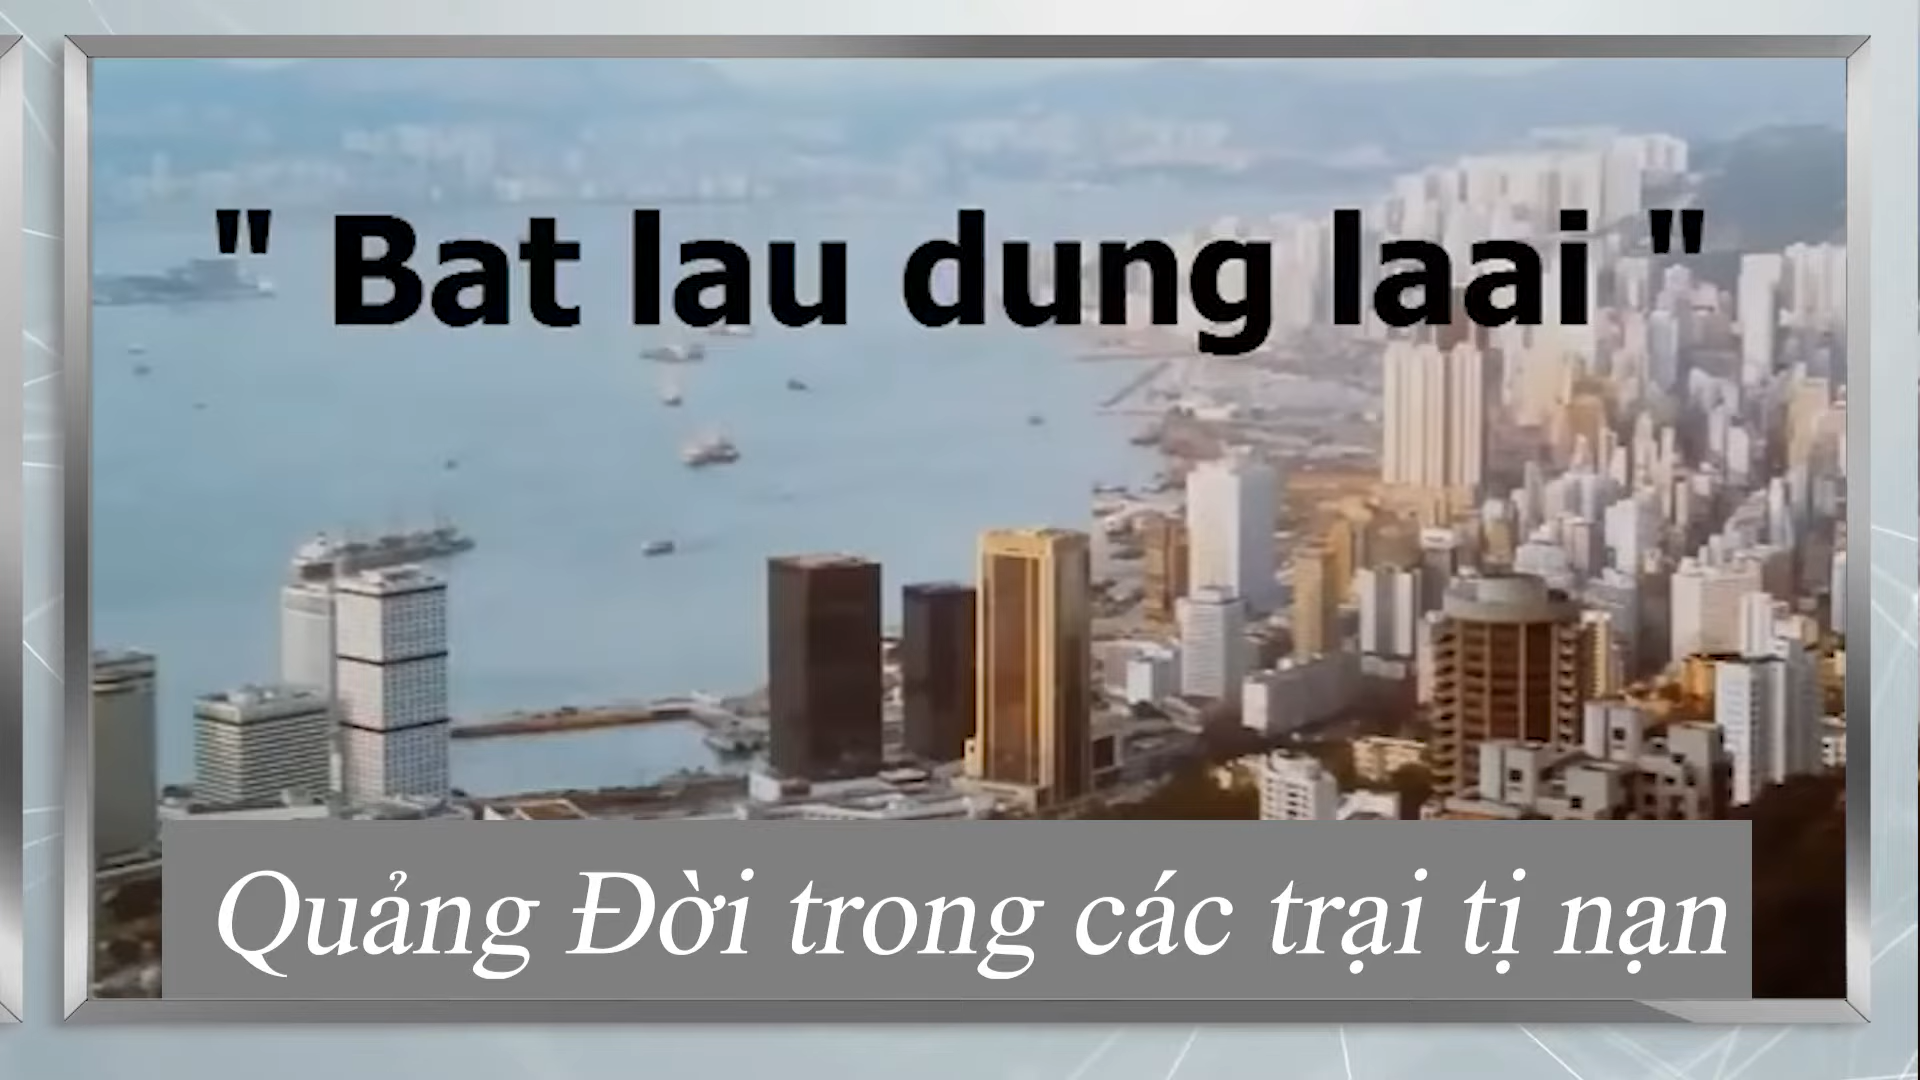 " Bat lau dung laai "
Quảng Đời trong các trại tị nạn